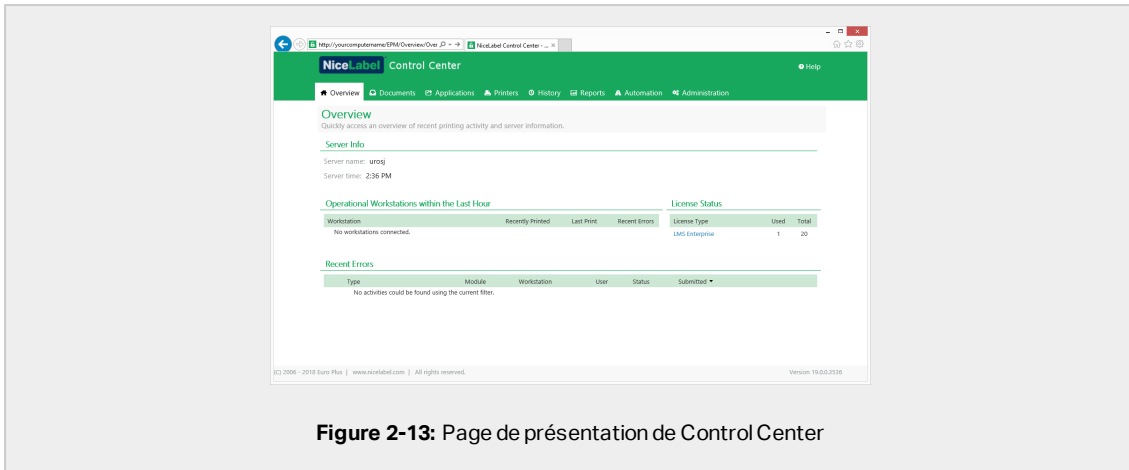 http://yourcomputername/EPM/Overview/Over
NiceLabel Control Center - ...
NiceLabel Control Center
Help
Overview Documents Applications Printers History Reports Automation Administration
Overview
Quickly access an overview of recent printing activity and server information.
Server Info
Server name: urosj
Server time: 2:36 PM
Operational Workstations within the Last Hour
License Status
Workstation Recently Printed Last Print Recent Errors
License Type Used Total
No workstations connected.
LMS Enterprise 1 20
Recent Errors
Type Module Workstation User Status Submitted
No activities could be found using the current filter.
(C) 2006 - 2018 Euro Plus | www.nicelabel.com | All rights reserved.
Version 19.0.0.2536
Figure 2-13: Page de présentation de Control Center